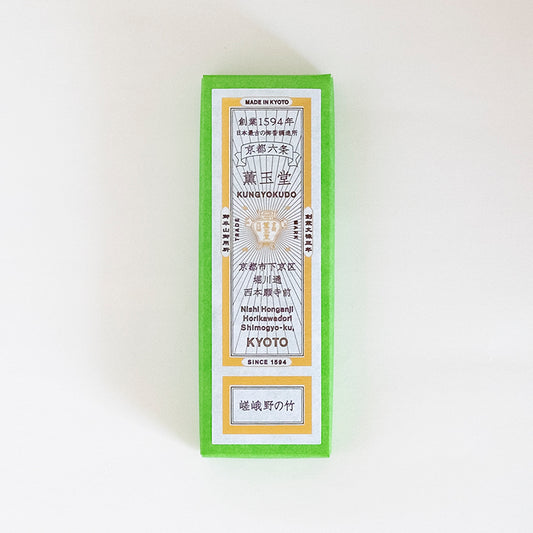 MADE IN KYOTO
創業1594年
日本最古の御香調進所
京都六条
薫玉堂
KUNGYOKUDO
TRADE
MARK
京都市下京区
堀川通
西本願寺前
Nishi Honganji
Horikawadori
Shimogyo-ku,
KYOTO
SINCE 1594
嵯峨野の竹